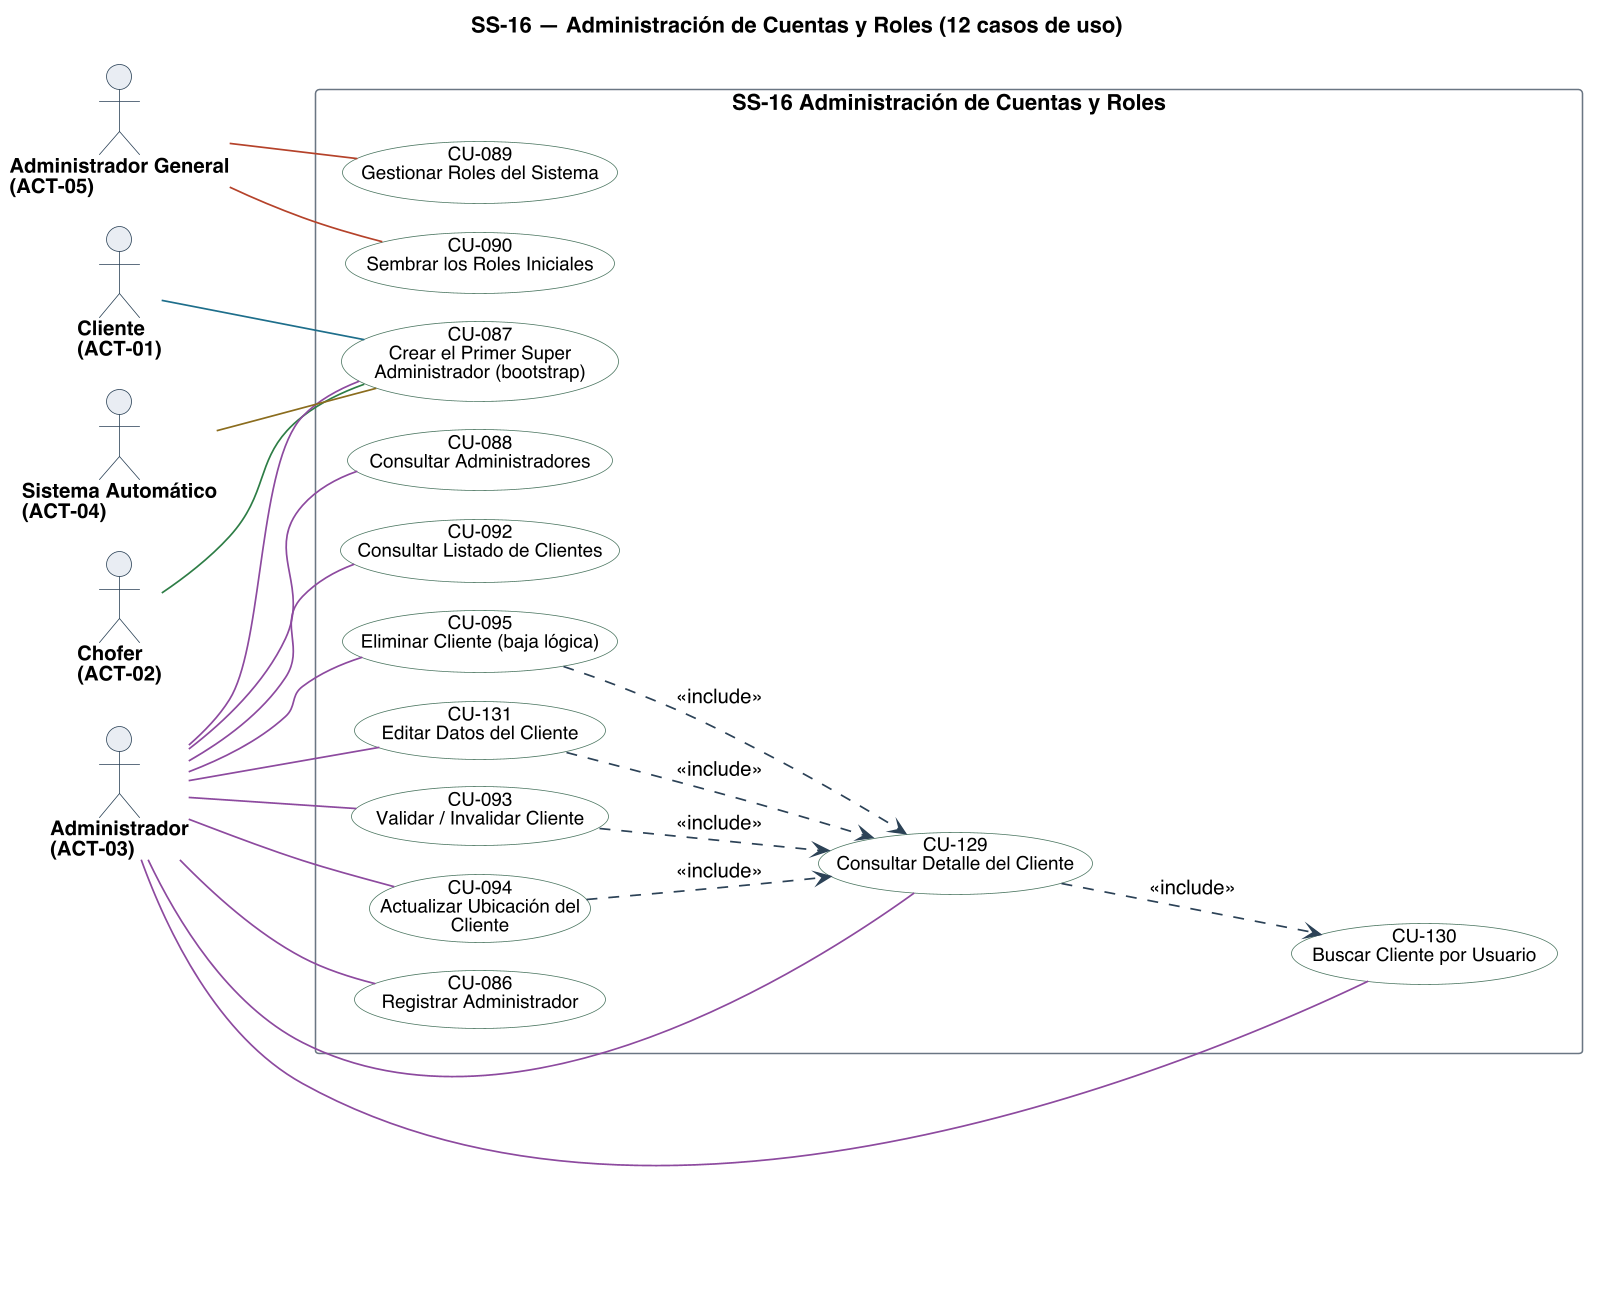 SS-16 — Administración de Cuentas y Roles (12 casos de uso)
SS-16 Administración de Cuentas y Roles
Administrador General
(ACT-05)
Cliente
(ACT-01)
Sistema Automático
(ACT-04)
Chofer
(ACT-02)
Administrador
(ACT-03)
CU-089
Gestionar Roles del Sistema
CU-090
Sembrar los Roles Iniciales
CU-087
Crear el Primer Super
Administrador (bootstrap)
CU-088
Consultar Administradores
CU-092
Consultar Listado de Clientes
CU-095
Eliminar Cliente (baja lógica)
CU-131
Editar Datos del Cliente
CU-093
Validar / Invalidar Cliente
CU-094
Actualizar Ubicación del
Cliente
CU-086
Registrar Administrador
«include»
«include»
«include»
«include»
CU-129
Consultar Detalle del Cliente
«include»
CU-130
Buscar Cliente por Usuario